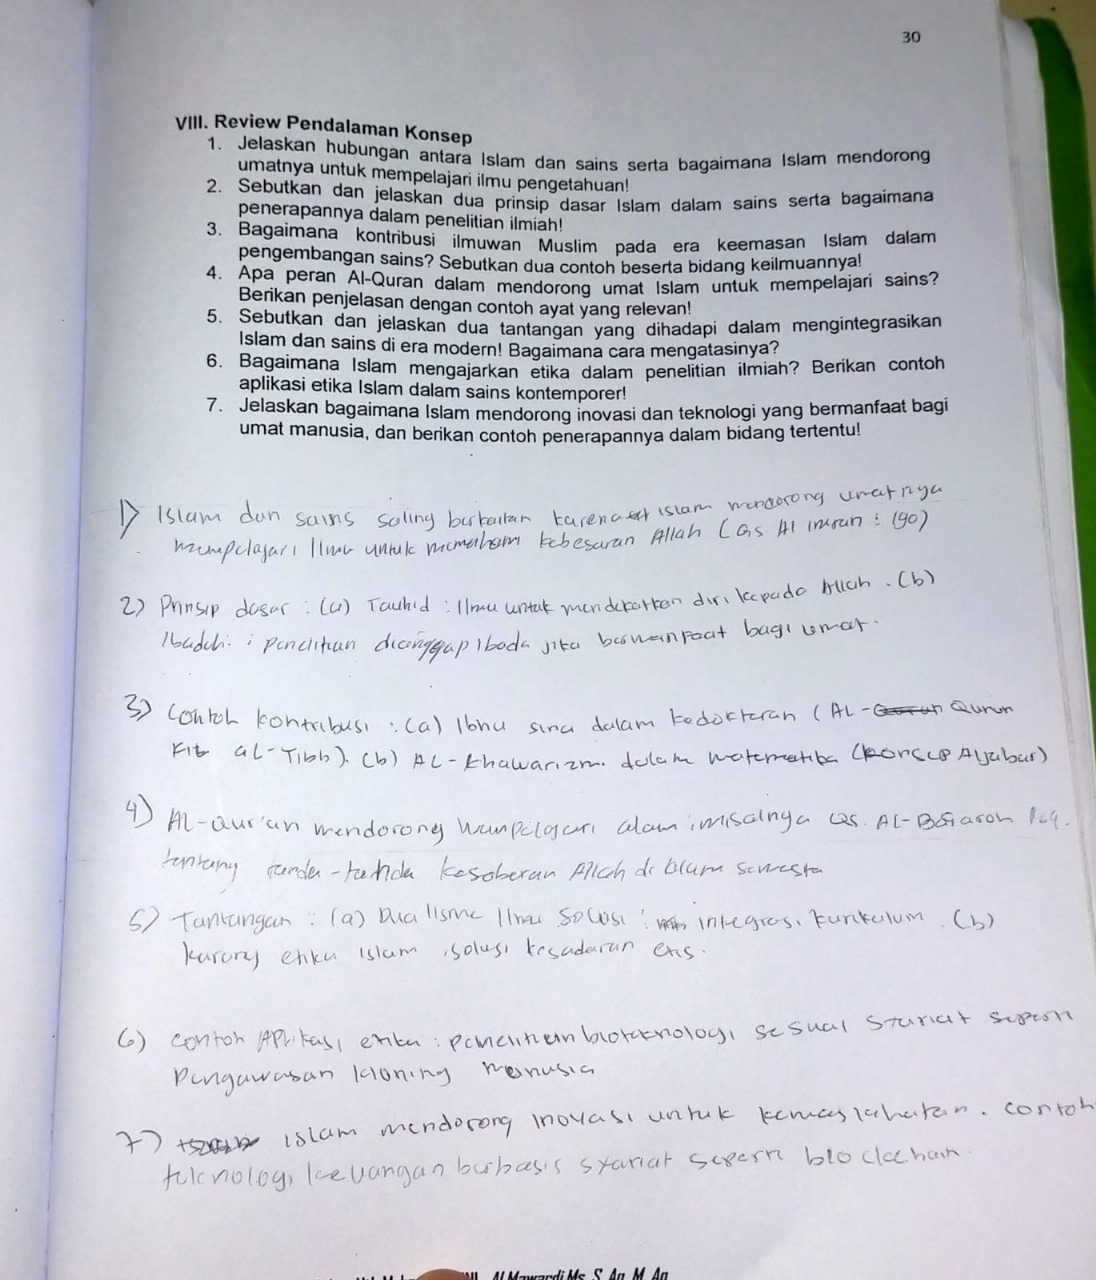 30
VIII. Review Pendalaman Konsep
1. Jelaskan hubungan antara Islam dan sains serta bagaimana Islam mendorong
umatnya untuk mempelajari ilmu pengetahuan!
2. Sebutkan dan jelaskan dua prinsip dasar Islam dalam sains serta bagaimana
penerapannya dalam penelitian ilmiah!
3. Bagaimana kontribusi ilmuwan Muslim pada era keemasan Islam dalam
pengembangan sains? Sebutkan dua contoh beserta bidang keilmuannya!
4. Apa peran Al-Quran dalam mendorong umat Islam untuk mempelajari sains?
Berikan penjelasan dengan contoh ayat yang relevan!
5. Sebutkan dan jelaskan dua tantangan yang dihadapi dalam mengintegrasikan
Islam dan sains di era modern! Bagaimana cara mengatasinya?
6. Bagaimana Islam mengajarkan etika dalam penelitian ilmiah? Berikan contoh
aplikasi etika Islam dalam sains kontemporer!
7. Jelaskan bagaimana Islam mendorong inovasi dan teknologi yang bermanfaat bagi
umat manusia, dan berikan contoh penerapannya dalam bidang tertentu!
1) Islam dan sains saling berkaitan karena Islam mendorong umatnya
mempelajari Ilmu untuk memahami kebesaran Allah (Qs Al imran : 190)
2) Prinsip dasar : (a) Tauhid : Ilmu untuk mendekatkan diri kepada Allah . (b)
Ibadah : penelitian dianggap iboda jika bermanfaat bagi umat.
3) Contoh kontribusi : (a) Ibnu sina dalam kedokteran (AL- Qunun
Fit al-Tibb). (b) AL-khawarizmi dalam matematika (konsep Aljabar)
4) AL-Qur'an mendorong alam misalnya Qs. AL- 164.
tentang tanda-tanda Allah di alam semesta
5) Tantangan : (a) Dualisme Ilmu Solusi : integrasi kurikulum . (b)
kurang etika Islam solusi kesadaran etis.
6) Contoh APlikasi etika : penelitian bioteknologi sesuai syariat seperti
Pengawasan kloning manusia
7) islam mendorong inovasi untuk kemaslahatan. contoh
teknologi keuangan berbasis syariat seperti blockchain.
Al Mawardi Ms, S.Ag, M.Ag